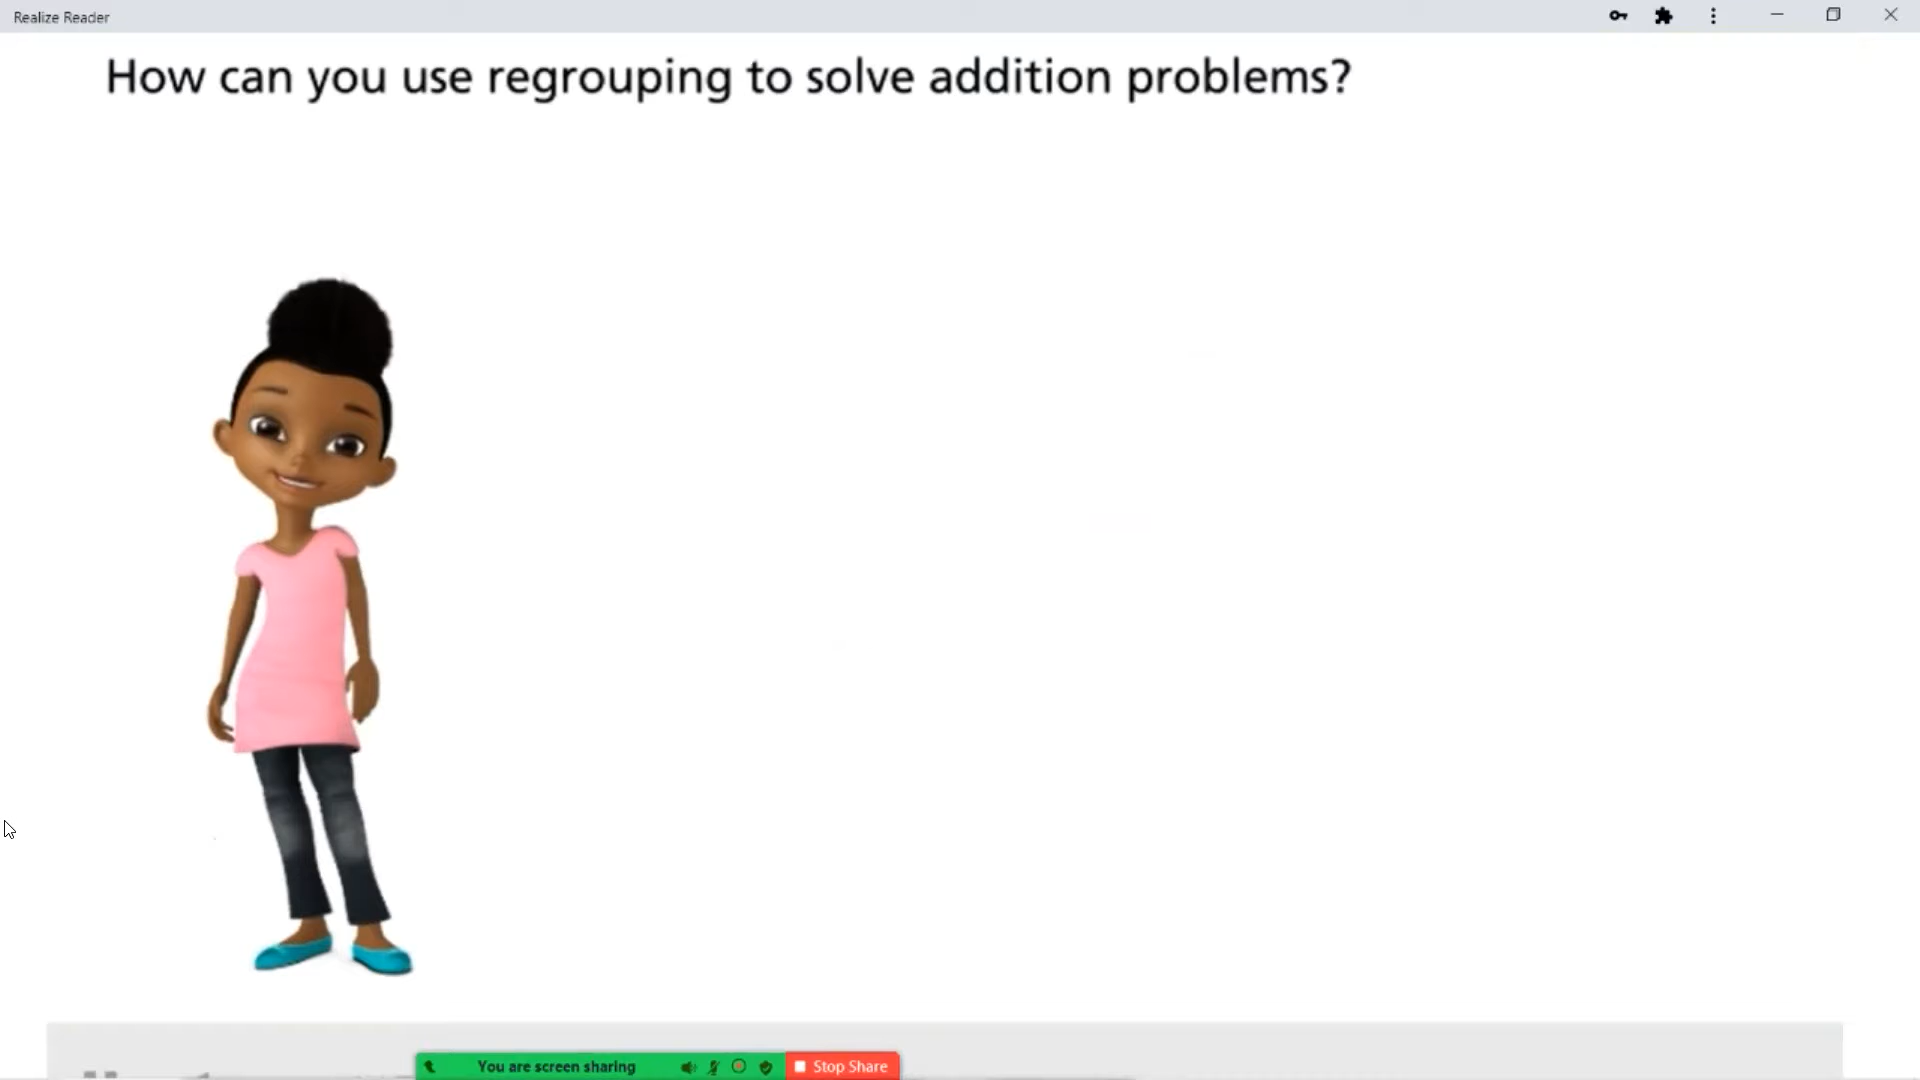 Realize Reader
How can you use regrouping to solve addition problems?
You are screen sharing
Stop Share